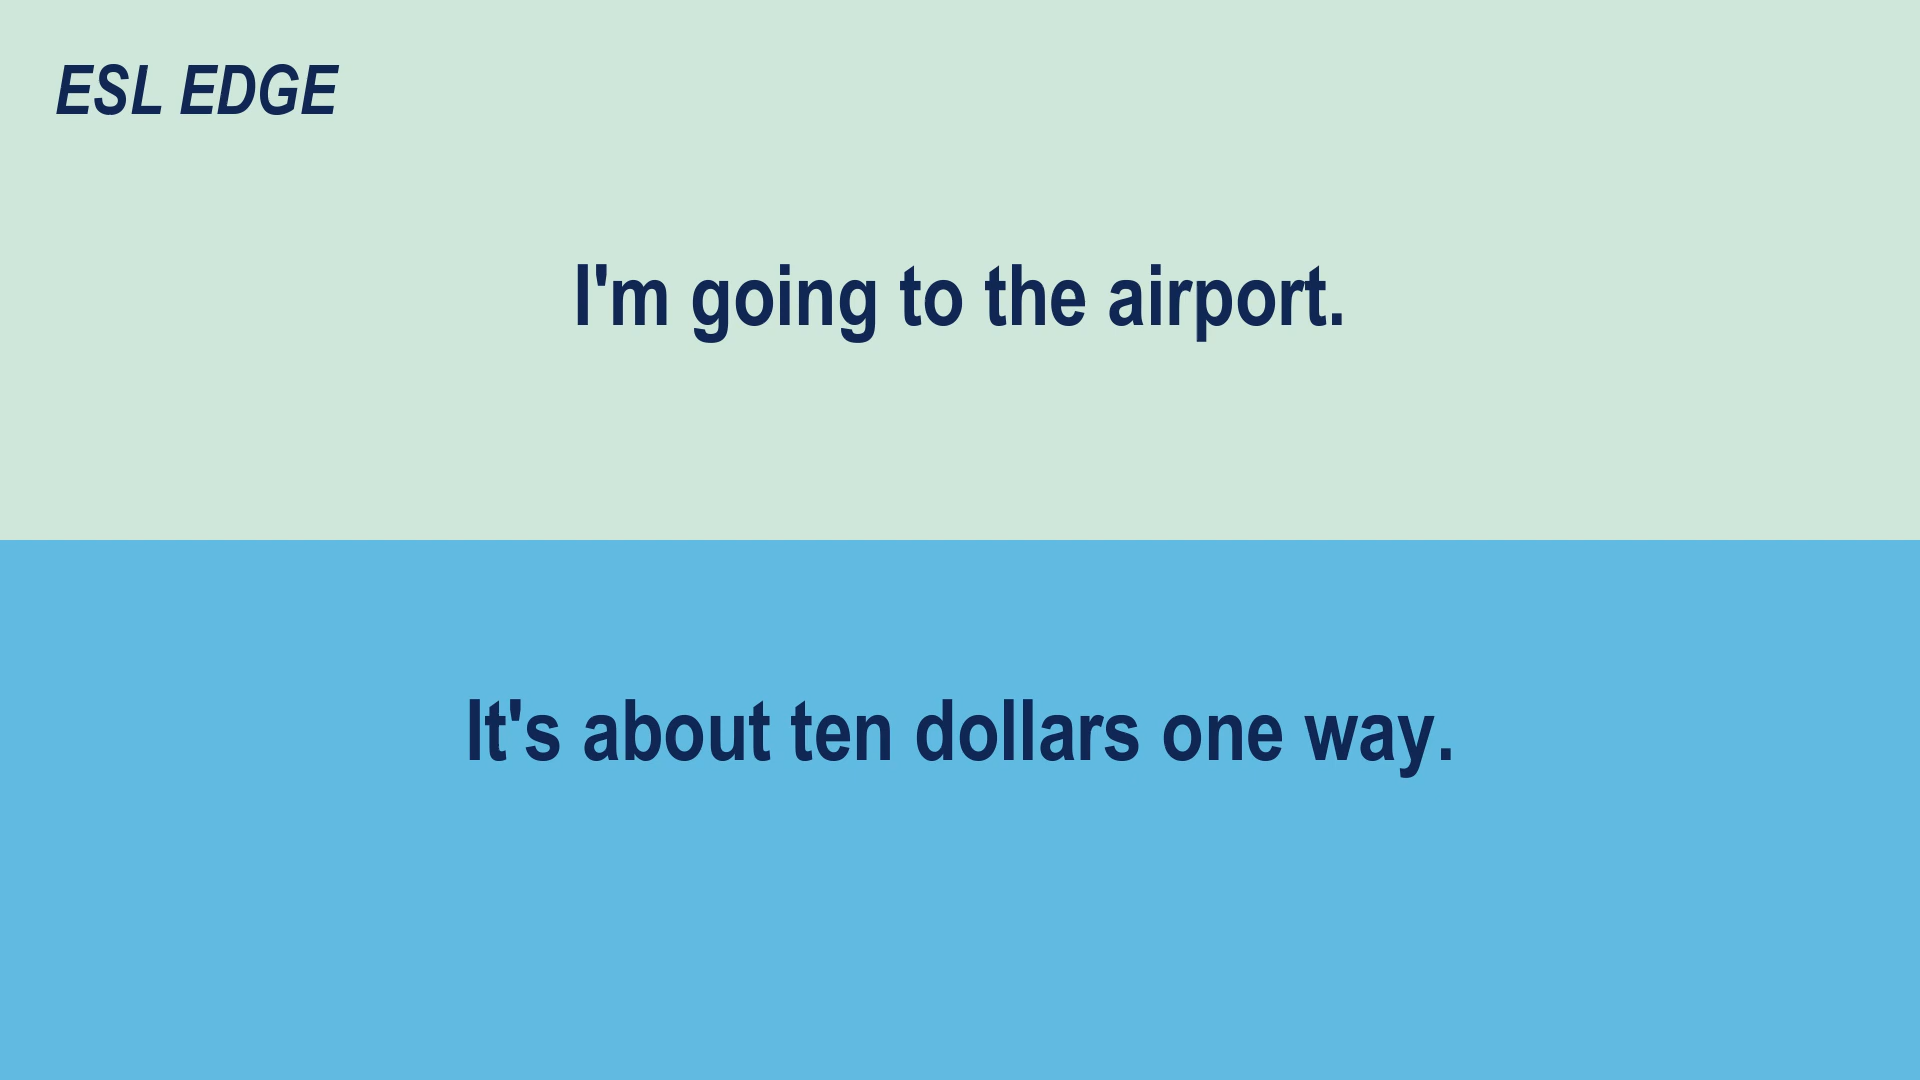 ESL EDGE
I'm going to the airport.
It's about ten dollars one way.